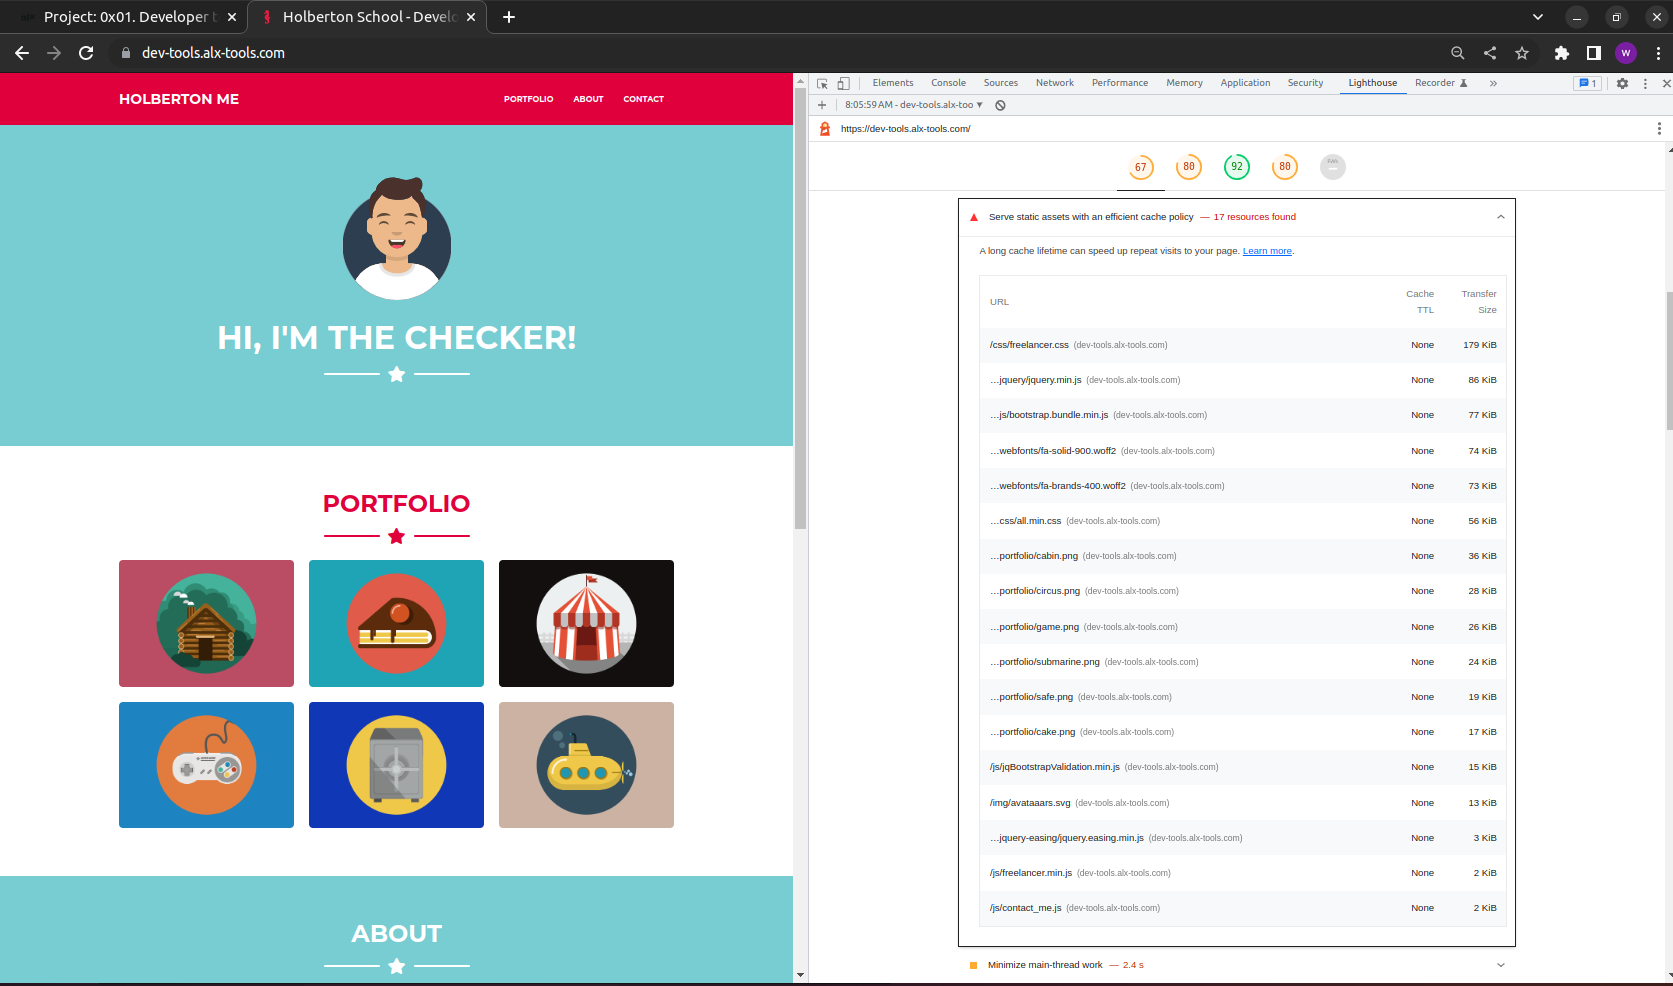 Project: 0x01. Developer t
Holberton School - Develo
dev-tools.alx-tools.com
W
HOLBERTON ME
PORTFOLIO
ABOUT
CONTACT
HI, I'M THE CHECKER!
PORTFOLIO
ABOUT
Elements
Console
Sources
Network
Performance
Memory
Application
Security
Lighthouse
Recorder
»
1
8:05:59 AM - dev-tools.alx-too
https://dev-tools.alx-tools.com/
67
80
92
80
Serve static assets with an efficient cache policy — 17 resources found
A long cache lifetime can speed up repeat visits to your page. Learn more.
URL
Cache TTL
Transfer Size
/css/freelancer.css (dev-tools.alx-tools.com) None 179 KiB
…jquery/jquery.min.js (dev-tools.alx-tools.com) None 86 KiB
…js/bootstrap.bundle.min.js (dev-tools.alx-tools.com) None 77 KiB
…webfonts/fa-solid-900.woff2 (dev-tools.alx-tools.com) None 74 KiB
…webfonts/fa-brands-400.woff2 (dev-tools.alx-tools.com) None 73 KiB
…css/all.min.css (dev-tools.alx-tools.com) None 56 KiB
…portfolio/cabin.png (dev-tools.alx-tools.com) None 36 KiB
…portfolio/circus.png (dev-tools.alx-tools.com) None 28 KiB
…portfolio/game.png (dev-tools.alx-tools.com) None 26 KiB
…portfolio/submarine.png (dev-tools.alx-tools.com) None 24 KiB
…portfolio/safe.png (dev-tools.alx-tools.com) None 19 KiB
…portfolio/cake.png (dev-tools.alx-tools.com) None 17 KiB
/js/jqBootstrapValidation.min.js (dev-tools.alx-tools.com) None 15 KiB
/img/avataaars.svg (dev-tools.alx-tools.com) None 13 KiB
…jquery-easing/jquery.easing.min.js (dev-tools.alx-tools.com) None 3 KiB
/js/freelancer.min.js (dev-tools.alx-tools.com) None 2 KiB
/js/contact_me.js (dev-tools.alx-tools.com) None 2 KiB
Minimize main-thread work — 2.4 s